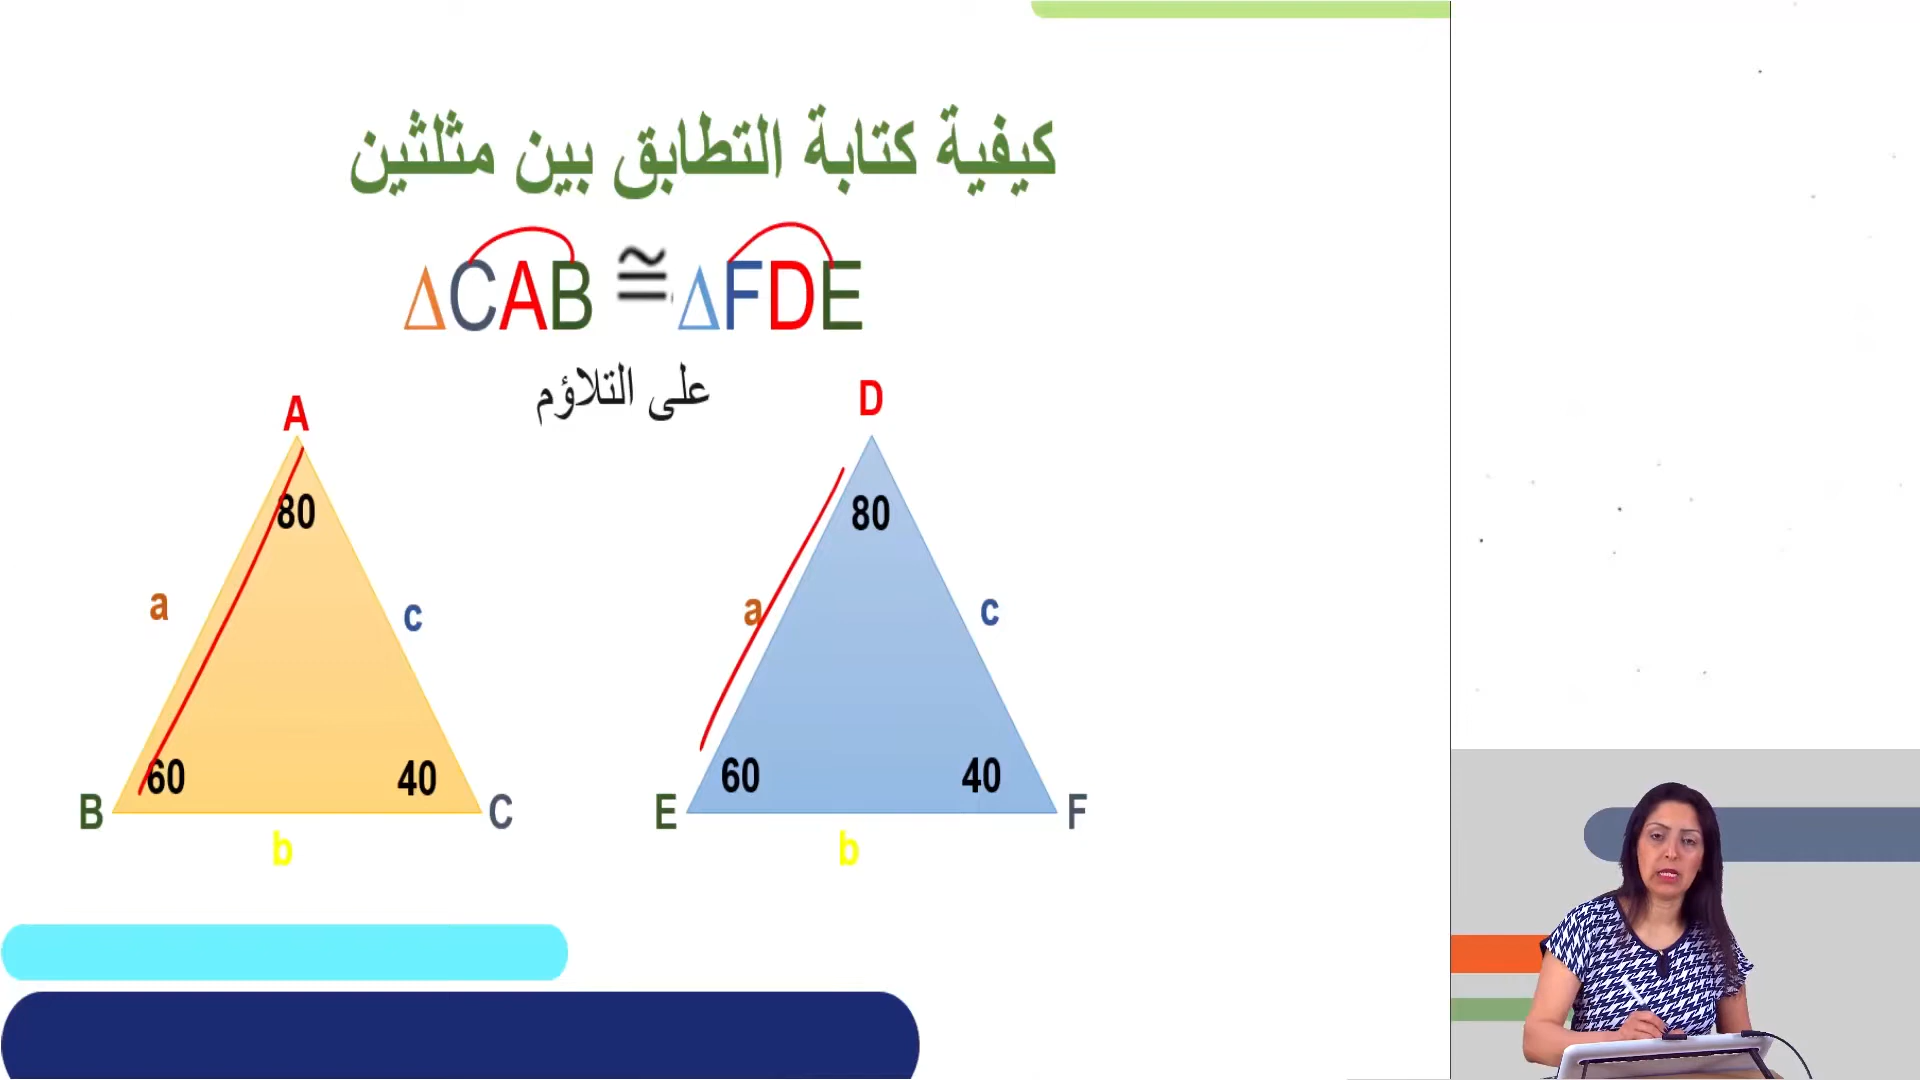 كيفية كتابة التطابق بين مثلثين
ΔCAB ≅ ΔFDE
على التلاؤم
A
D
80
80
a
c
a
c
60
40
60
40
B
C
E
F
b
b